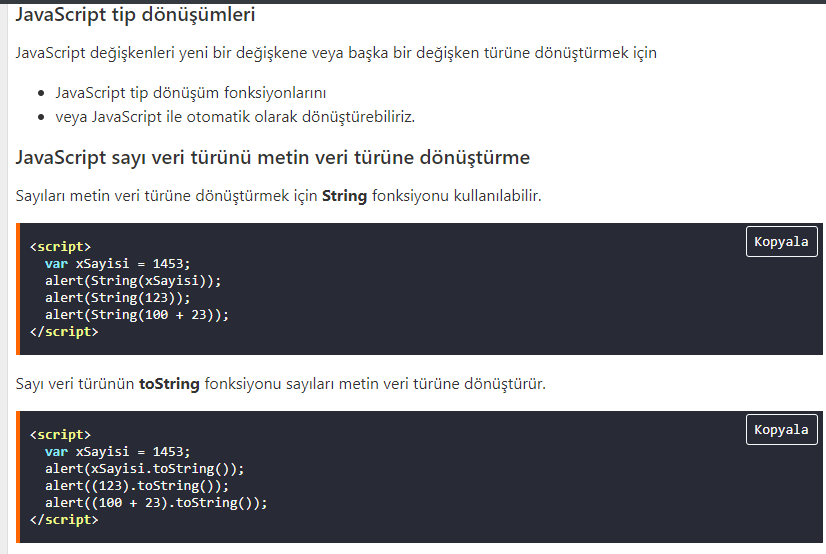 JavaScript tip dönüşümleri
JavaScript değişkenleri yeni bir değişkene veya başka bir değişken türüne dönüştürmek için
JavaScript tip dönüşüm fonksiyonlarını
veya JavaScript ile otomatik olarak dönüştürebiliriz.
JavaScript sayı veri türünü metin veri türüne dönüştürme
Sayıları metin veri türüne dönüştürmek için String fonksiyonu kullanılabilir.
Kopyala
<script>
var xSayisi = 1453;
alert(String(xSayisi));
alert(String(123));
alert(String(100 + 23));
</script>
Sayı veri türünün toString fonksiyonu sayıları metin veri türüne dönüştürür.
Kopyala
<script>
var xSayisi = 1453;
alert(xSayisi.toString());
alert((123).toString());
alert((100 + 23).toString());
</script>